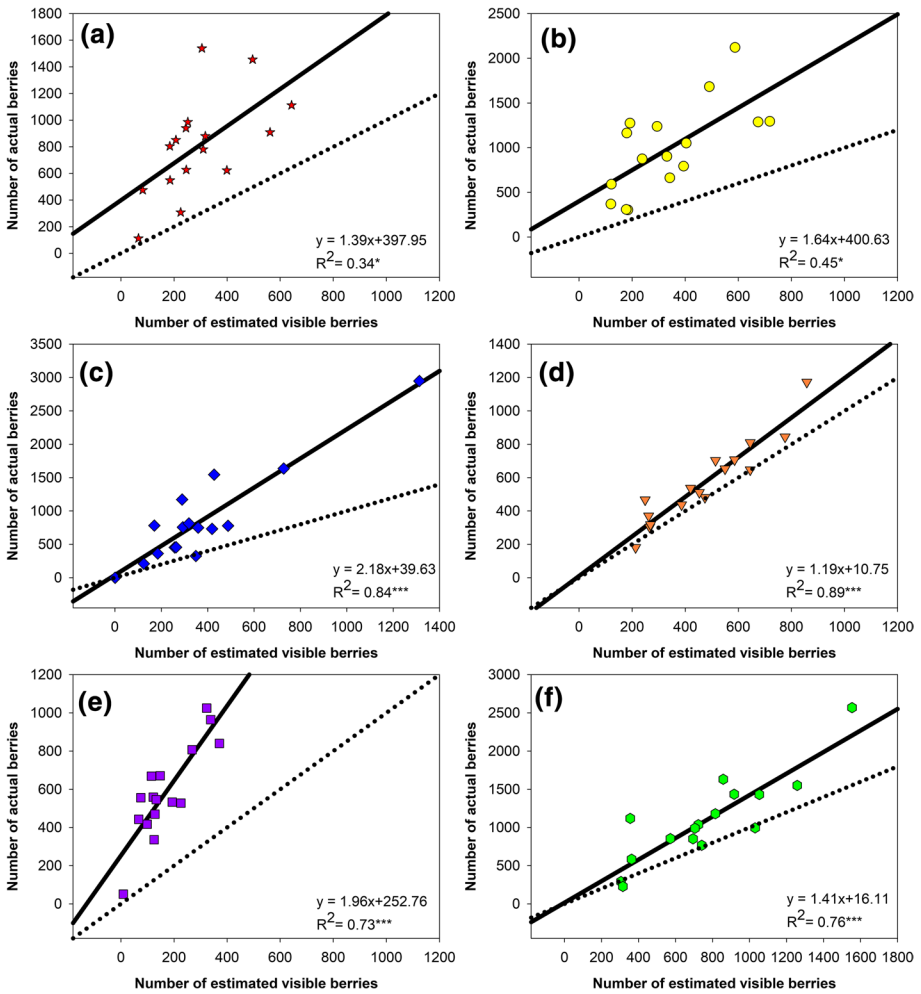 (a)
Number of actual berries
1800
1600
1400
1200
1000
800
600
400
200
0
y = 1.39x+397.95
R2= 0.34*
0 200 400 600 800 1000 1200
Number of estimated visible berries
(b)
Number of actual berries
2500
2000
1500
1000
500
0
y = 1.64x+400.63
R2= 0.45*
0 200 400 600 800 1000 1200
Number of estimated visible berries
(c)
Number of actual berries
3500
3000
2500
2000
1500
1000
500
0
y = 2.18x+39.63
R2= 0.84***
0 200 400 600 800 1000 1200 1400
Number of estimated visible berries
(d)
Number of actual berries
1400
1200
1000
800
600
400
200
0
y = 1.19x+10.75
R2= 0.89***
0 200 400 600 800 1000 1200
Number of estimated visible berries
(e)
Number of actual berries
1200
1000
800
600
400
200
0
y = 1.96x+252.76
R2= 0.73***
0 200 400 600 800 1000 1200
Number of estimated visible berries
(f)
Number of actual berries
3000
2500
2000
1500
1000
500
0
y = 1.41x+16.11
R2= 0.76***
0 200 400 600 800 1000 1200 1400 1600 1800
Number of estimated visible berries